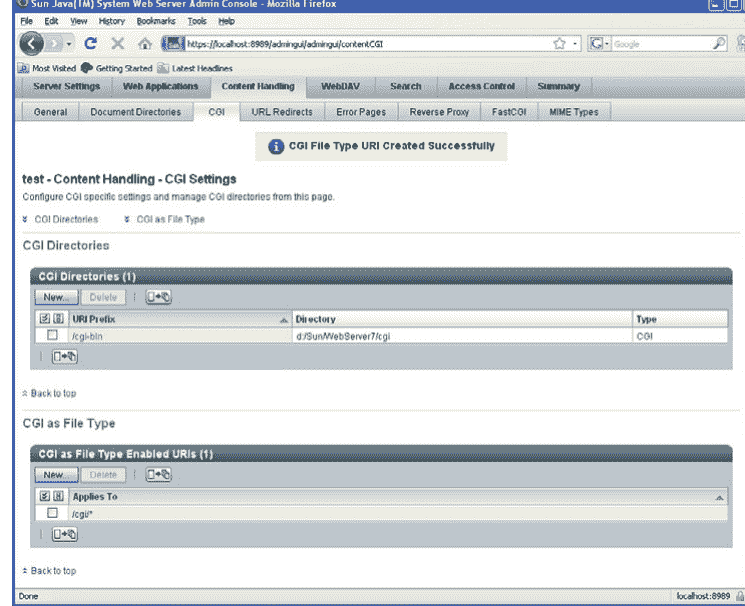 Sun Java(TM) System Web Server Admin Console - Mozilla Firefox
File Edit View History Bookmarks Tools Help
https://localhost:8989/admingui/admingui/contentCGI
Google
Most Visited Getting Started Latest Headlines
Server Settings Web Applications Content Handling WebDAV Search Access Control Summary
General Document Directories CGI URL Redirects Error Pages Reverse Proxy FastCGI MIME Types
CGI File Type URI Created Successfully
test - Content Handling - CGI Settings
Configure CGI specific settings and manage CGI directories from this page.
CGI Directories CGI as File Type
CGI Directories
CGI Directories (1)
New... Delete
URI Prefix Directory Type
/cgi-bin d:/Sun/WebServer7/cgi CGI
Back to top
CGI as File Type
CGI as File Type Enabled URIs (1)
New... Delete
Applies To
/cgi/*
Back to top
Done localhost:8989